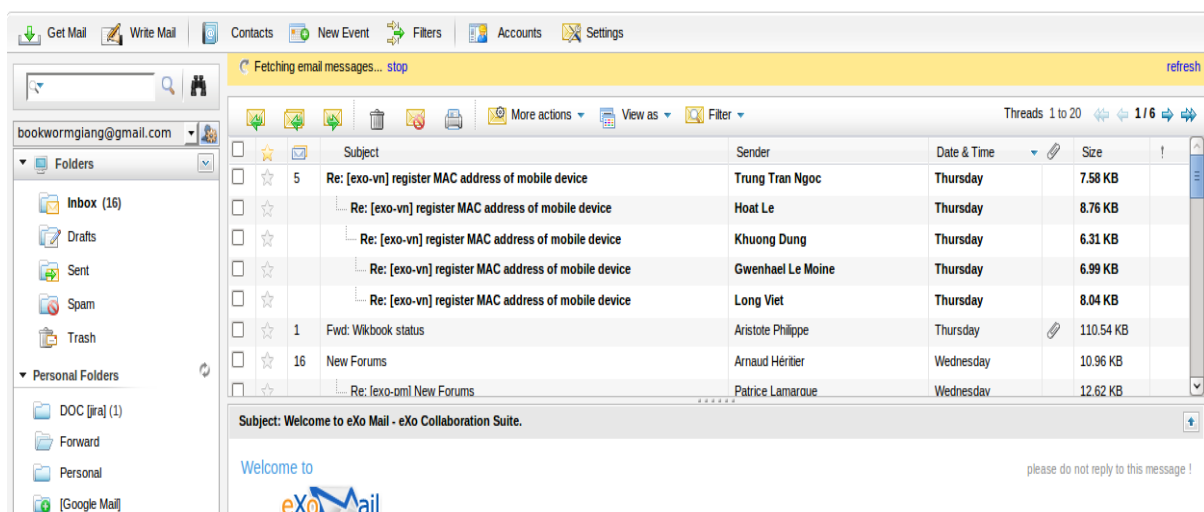 Get Mail Write Mail Contacts New Event Filters Accounts Settings
Fetching email messages... stop refresh
bookwormgiang@gmail.com
Folders
Inbox (16)
Drafts
Sent
Spam
Trash
Personal Folders
DOC [jira] (1)
Forward
Personal
[Google Mail]
More actions View as Filter Threads 1 to 20 1 / 6
Subject Sender Date & Time Size !
5 Re: [exo-vn] register MAC address of mobile device Trung Tran Ngoc Thursday 7.58 KB
Re: [exo-vn] register MAC address of mobile device Hoat Le Thursday 8.76 KB
Re: [exo-vn] register MAC address of mobile device Khuong Dung Thursday 6.31 KB
Re: [exo-vn] register MAC address of mobile device Gwenhael Le Moine Thursday 6.99 KB
Re: [exo-vn] register MAC address of mobile device Long Viet Thursday 8.04 KB
1 Fwd: Wikbook status Aristote Philippe Thursday 110.54 KB
16 New Forums Arnaud Héritier Wednesday 10.96 KB
Re: [exo-pm] New Forums Patrice Lamarque Wednesday 12.62 KB
Subject: Welcome to eXo Mail - eXo Collaboration Suite.
Welcome to please do not reply to this message !
eXo Mail